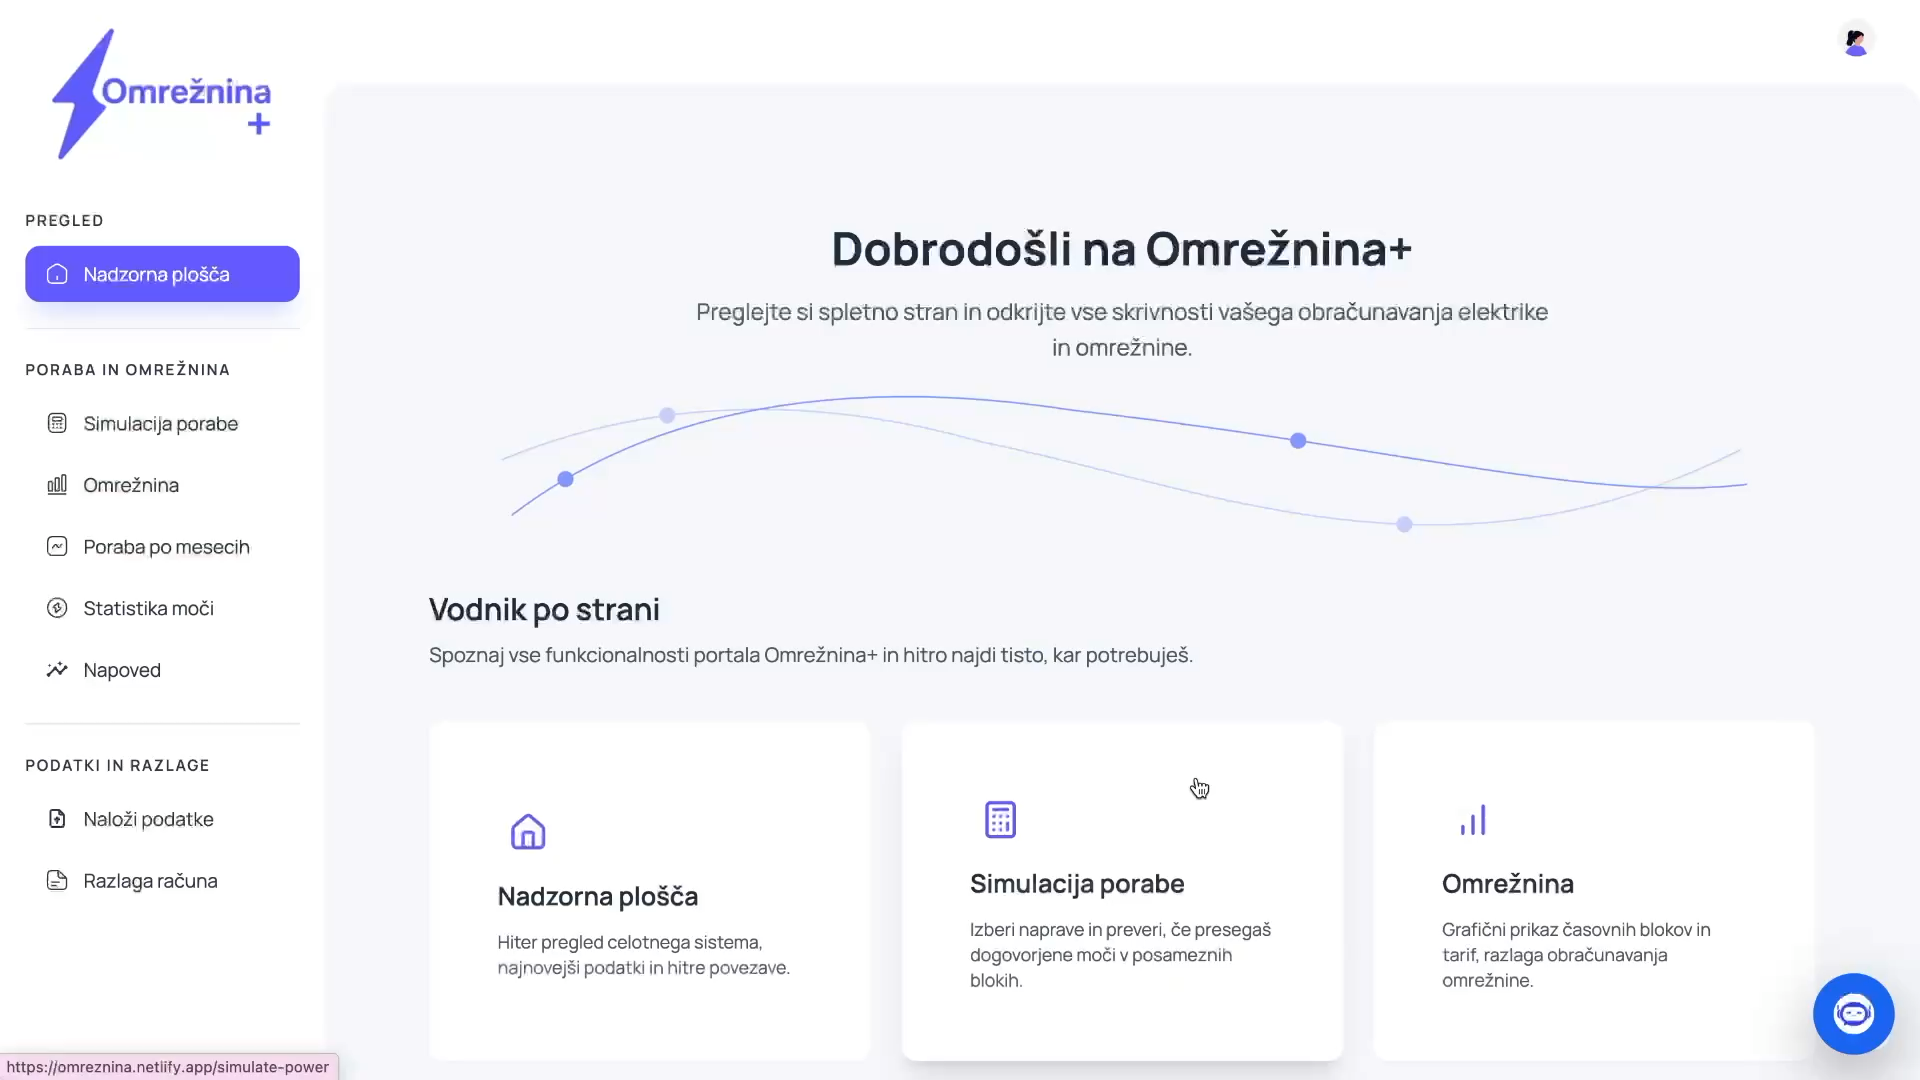 Omrežnina
+
PREGLED
Nadzorna plošča
PORABA IN OMREŽNINA
Simulacija porabe
Omrežnina
Poraba po mesecih
Statistika moči
Napoved
PODATKI IN RAZLAGE
Naloži podatke
Razlaga računa
Dobrodošli na Omrežnina+
Preglejte si spletno stran in odkrijte vse skrivnosti vašega obračunavanja elektrike
in omrežnine.
Vodnik po strani
Spoznaj vse funkcionalnosti portala Omrežnina+ in hitro najdi tisto, kar potrebuješ.
Nadzorna plošča
Hiter pregled celotnega sistema,
najnovejši podatki in hitre povezave.
Simulacija porabe
Izberi naprave in preveri, če presegaš
dogovorjene moči v posameznih
blokih.
Omrežnina
Grafični prikaz časovnih blokov in
tarif, razlaga obračunavanja
omrežnine.
https://omreznina.netlify.app/simulate-power